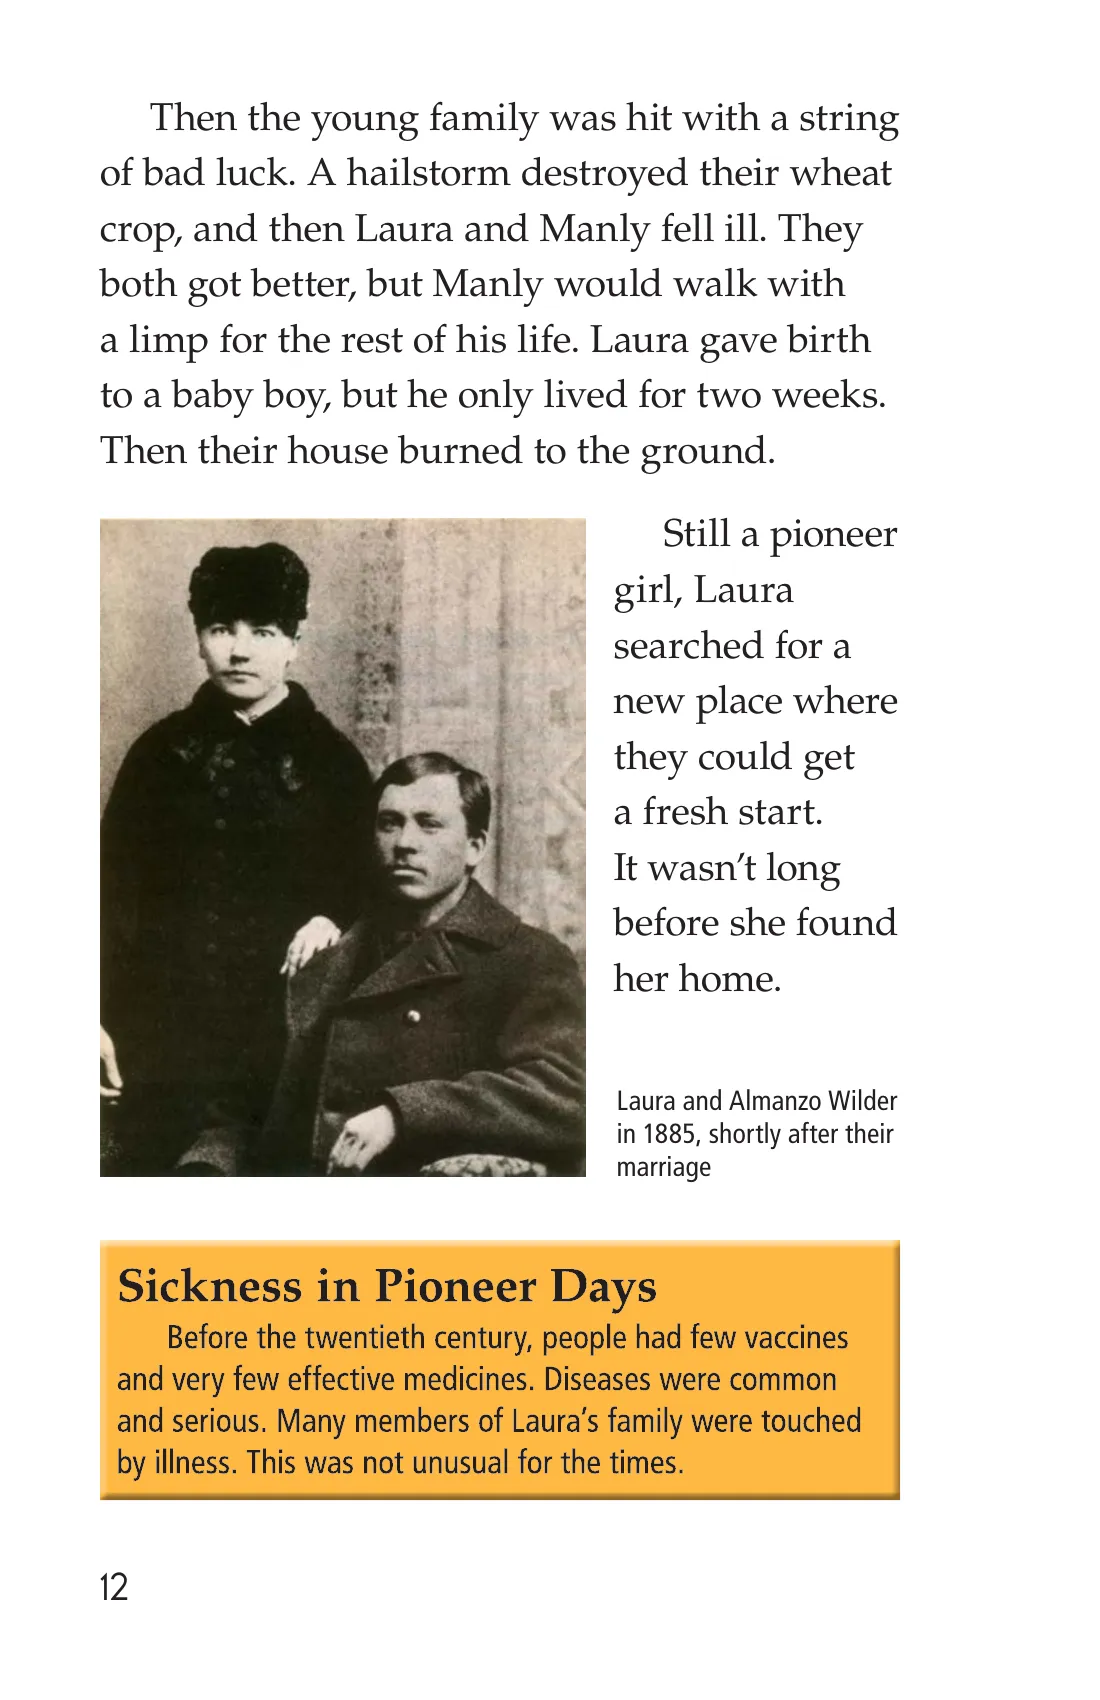 Then the young family was hit with a string
of bad luck. A hailstorm destroyed their wheat
crop, and then Laura and Manly fell ill. They
both got better, but Manly would walk with
a limp for the rest of his life. Laura gave birth
to a baby boy, but he only lived for two weeks.
Then their house burned to the ground.
Still a pioneer
girl, Laura
searched for a
new place where
they could get
a fresh start.
It wasn’t long
before she found
her home.
Laura and Almanzo Wilder
in 1885, shortly after their
marriage
Sickness in Pioneer Days
Before the twentieth century, people had few vaccines
and very few effective medicines. Diseases were common
and serious. Many members of Laura’s family were touched
by illness. This was not unusual for the times.
12